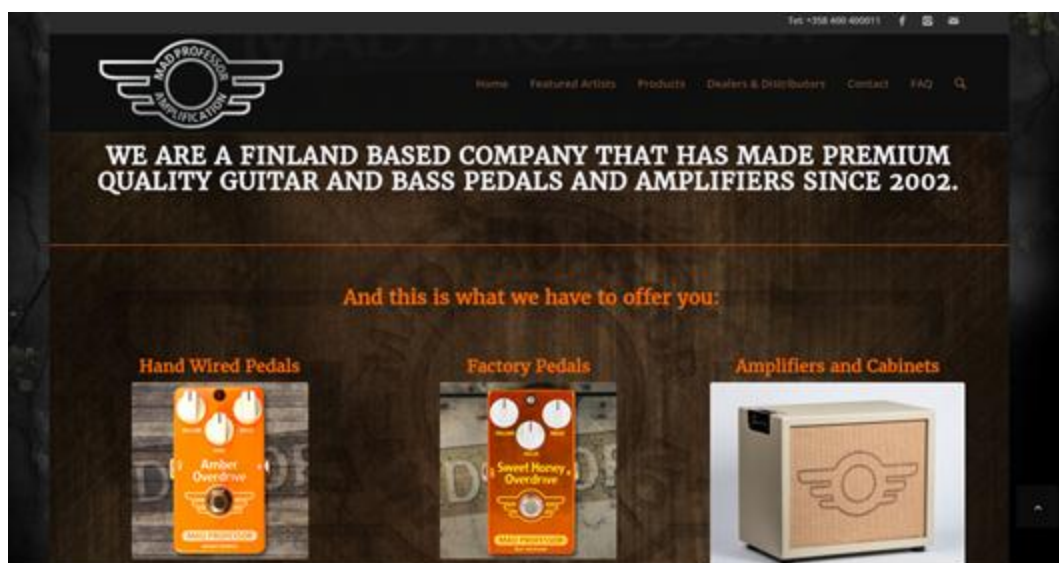 Tel: +358 400 400011
MAD PROFESSOR
AMPLIFICATION
Home Featured Artists Products Dealers & Distributors Contact FAQ
WE ARE A FINLAND BASED COMPANY THAT HAS MADE PREMIUM
QUALITY GUITAR AND BASS PEDALS AND AMPLIFIERS SINCE 2002.
And this is what we have to offer you:
Hand Wired Pedals
Factory Pedals
Amplifiers and Cabinets
Amber
Overdrive
MAD PROFESSOR
Sweet Honey
Overdrive
MAD PROFESSOR